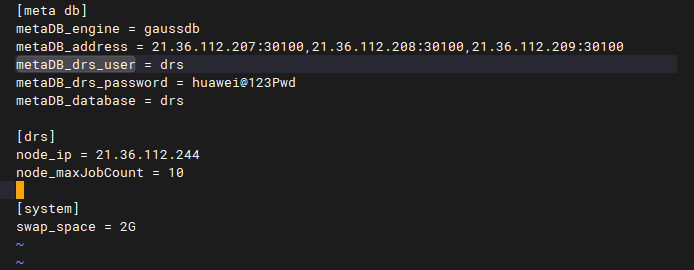 [meta db]
metaDB_engine = gaussdb
metaDB_address = 21.36.112.207:30100,21.36.112.208:30100,21.36.112.209:30100
metaDB_drs_user = drs
metaDB_drs_password = huawei@123Pwd
metaDB_database = drs

[drs]
node_ip = 21.36.112.244
node_maxJobCount = 10

[system]
swap_space = 2G
~
~